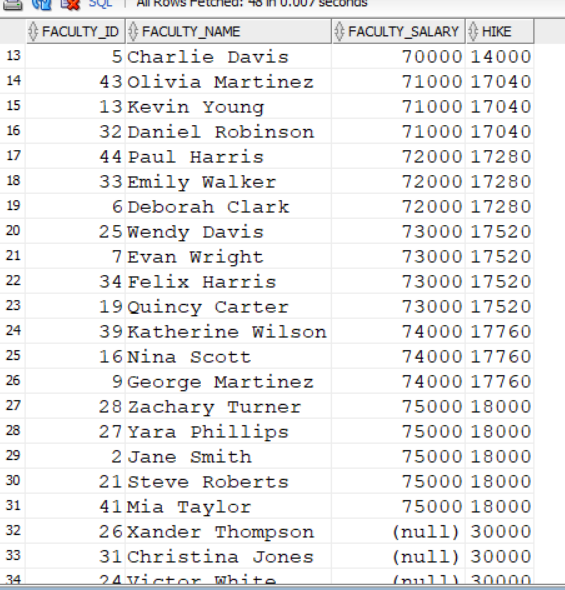 SQL | All Rows Fetched: 48 in 0.007 seconds
FACULTY_ID FACULTY_NAME FACULTY_SALARY HIKE
13 5 Charlie Davis 70000 14000
14 43 Olivia Martinez 71000 17040
15 13 Kevin Young 71000 17040
16 32 Daniel Robinson 71000 17040
17 44 Paul Harris 72000 17280
18 33 Emily Walker 72000 17280
19 6 Deborah Clark 72000 17280
20 25 Wendy Davis 73000 17520
21 7 Evan Wright 73000 17520
22 34 Felix Harris 73000 17520
23 19 Quincy Carter 73000 17520
24 39 Katherine Wilson 74000 17760
25 16 Nina Scott 74000 17760
26 9 George Martinez 74000 17760
27 28 Zachary Turner 75000 18000
28 27 Yara Phillips 75000 18000
29 2 Jane Smith 75000 18000
30 21 Steve Roberts 75000 18000
31 41 Mia Taylor 75000 18000
32 26 Xander Thompson (null) 30000
33 31 Christina Jones (null) 30000
34 24 Victor White (null) 30000